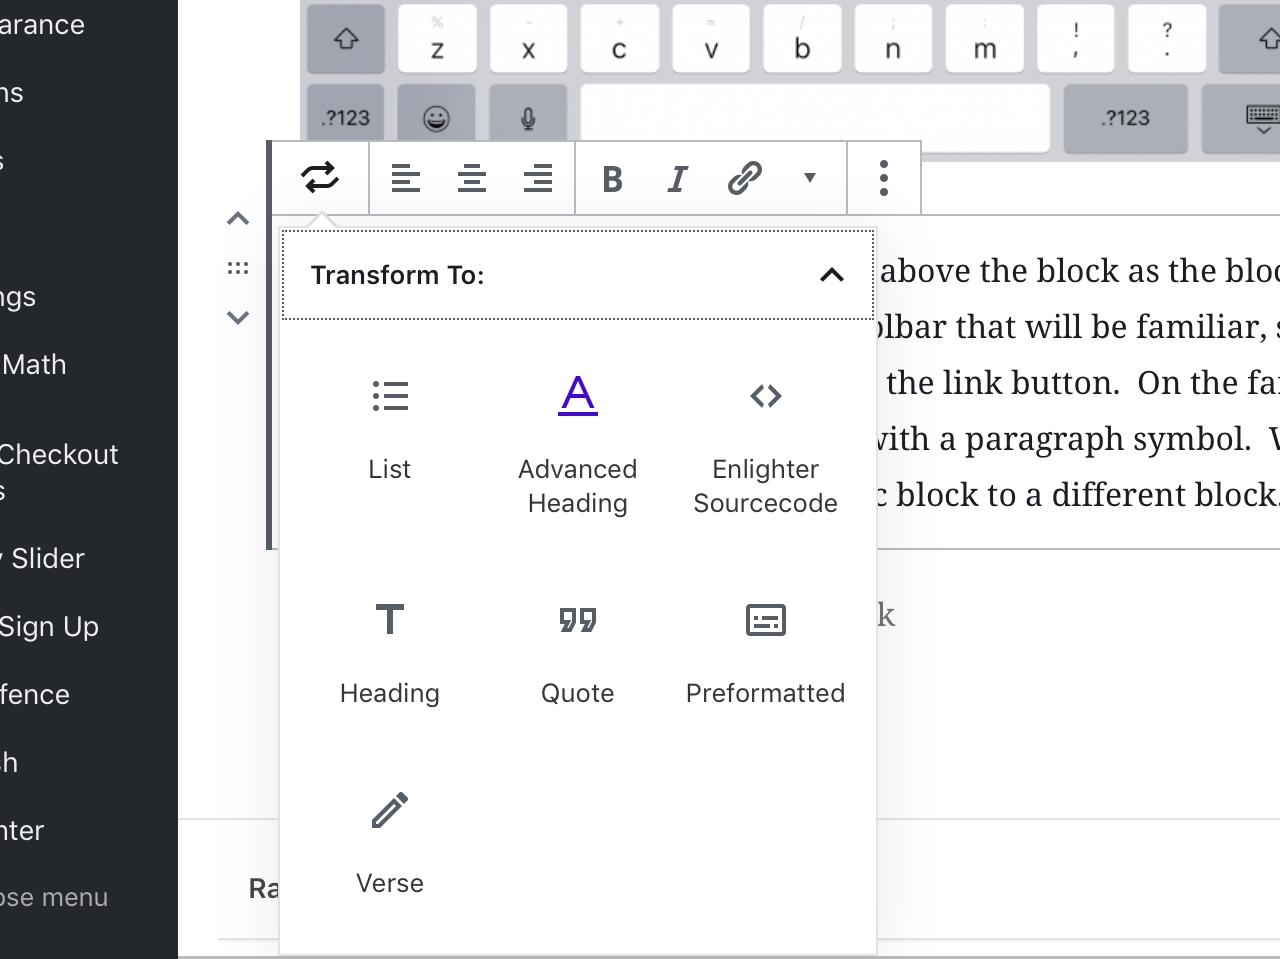 arance
ns
s
ngs
Math
Checkout
s
y Slider
Sign Up
fence
sh
nter
ose menu
% - + = / ; : ! ?
z x c v b n m , .
.?123 .?123
B I
Transform To:
List
Advanced
Heading
Enlighter
Sourcecode
T
Heading
Quote
Preformatted
Verse
above the block as the bloc
olbar that will be familiar, s
the link button. On the fa
with a paragraph symbol. W
c block to a different block.
k
Ra